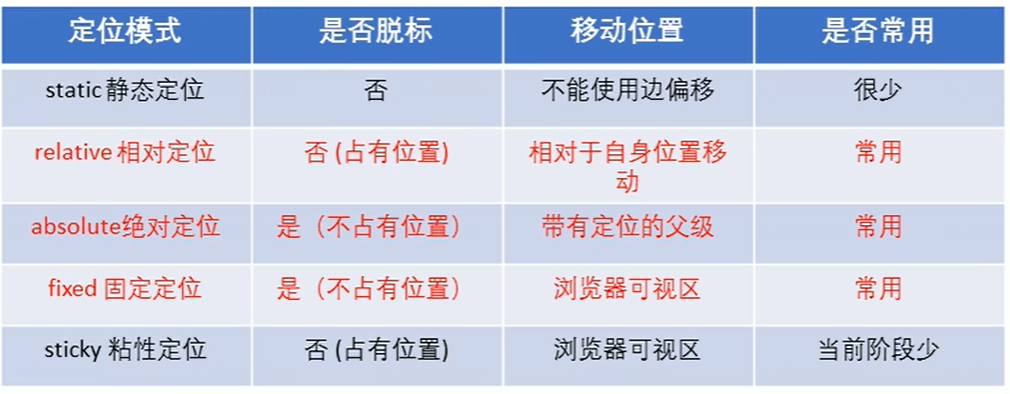 定位模式 是否脱标 移动位置 是否常用
static 静态定位 否 不能使用边偏移 很少
relative 相对定位 否 (占有位置) 相对于自身位置移动 常用
absolute绝对定位 是（不占有位置） 带有定位的父级 常用
fixed 固定定位 是（不占有位置） 浏览器可视区 常用
sticky 粘性定位 否 (占有位置) 浏览器可视区 当前阶段少